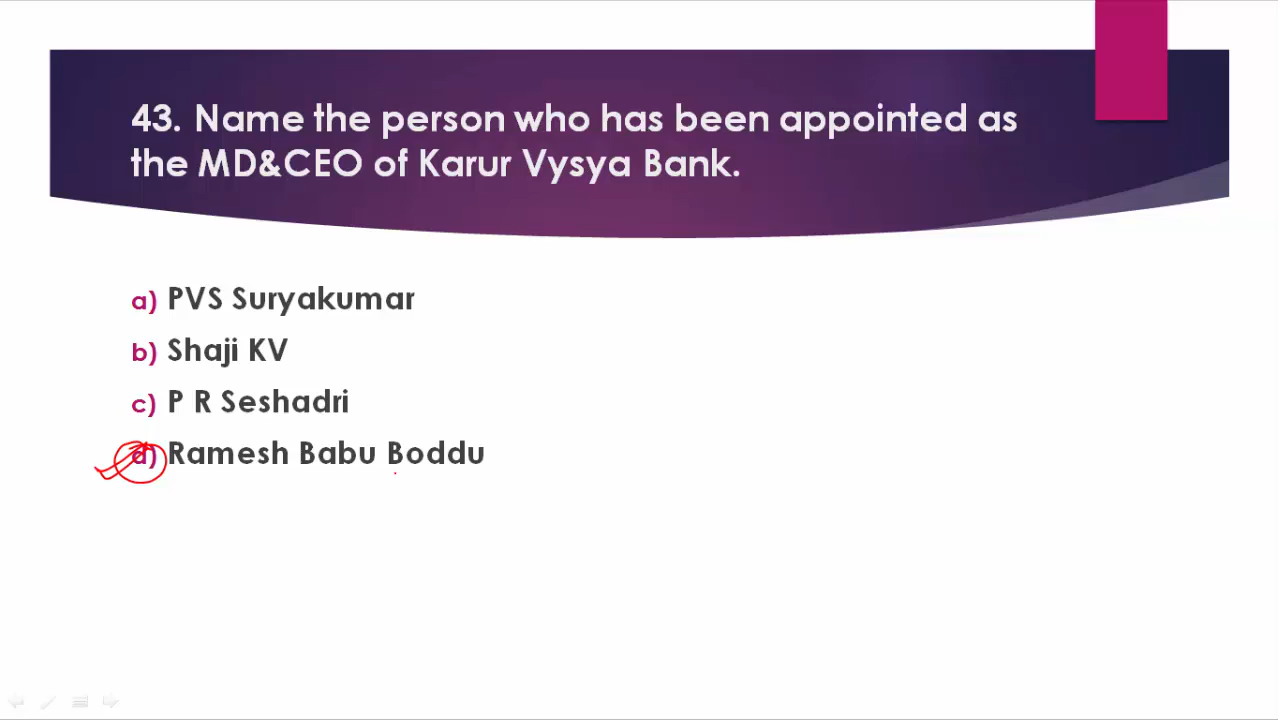 43. Name the person who has been appointed as
the MD&CEO of Karur Vysya Bank.
a) PVS Suryakumar
b) Shaji KV
c) P R Seshadri
d) Ramesh Babu Boddu